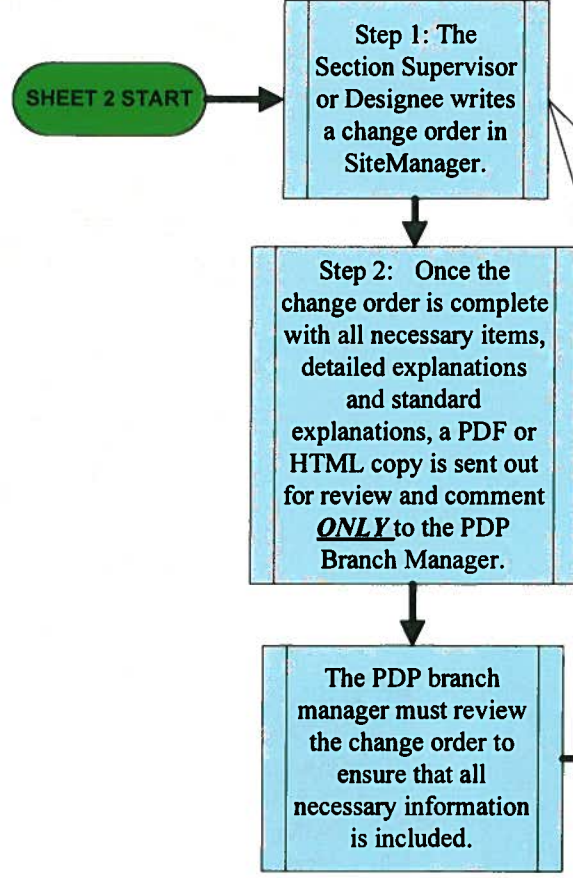 SHEET 2 START
Step 1: The
Section Supervisor
or Designee writes
a change order in
SiteManager.
Step 2: Once the
change order is complete
with all necessary items,
detailed explanations
and standard
explanations, a PDF or
HTML copy is sent out
for review and comment
ONLY to the PDP
Branch Manager.
The PDP branch
manager must review
the change order to
ensure that all
necessary information
is included.